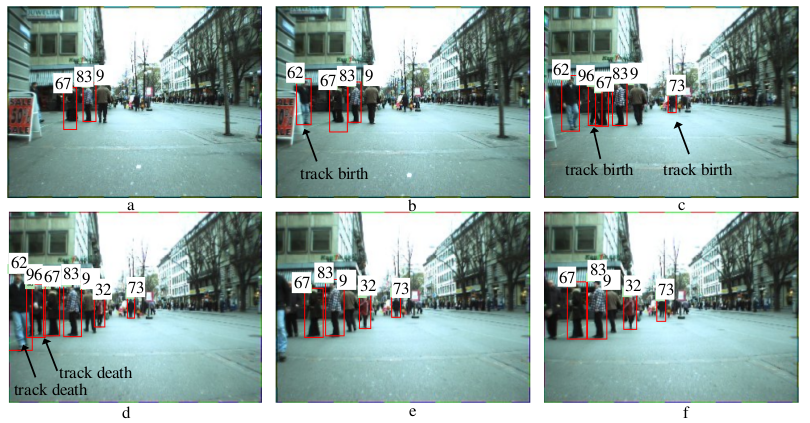 67 83 9
a
62 67 83 9
track birth
b
62 96 67 83 9 73
track birth track birth
c
62 96 67 83 9 32 73
track death
track death
d
67 83 9 32 73
e
67 83 9 32 73
f